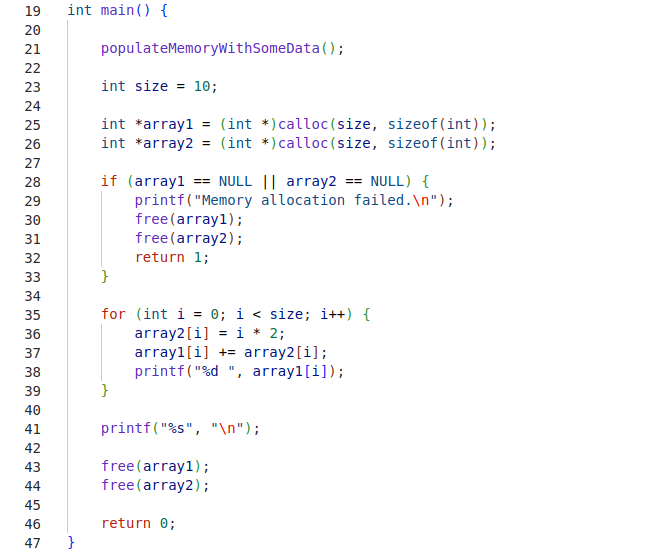 19 int main() {
20
21     populateMemoryWithSomeData();
22
23     int size = 10;
24
25     int *array1 = (int *)calloc(size, sizeof(int));
26     int *array2 = (int *)calloc(size, sizeof(int));
27
28     if (array1 == NULL || array2 == NULL) {
29         printf("Memory allocation failed.\n");
30         free(array1);
31         free(array2);
32         return 1;
33     }
34
35     for (int i = 0; i < size; i++) {
36         array2[i] = i * 2;
37         array1[i] += array2[i];
38         printf("%d ", array1[i]);
39     }
40
41     printf("%s", "\n");
42
43     free(array1);
44     free(array2);
45
46     return 0;
47 }